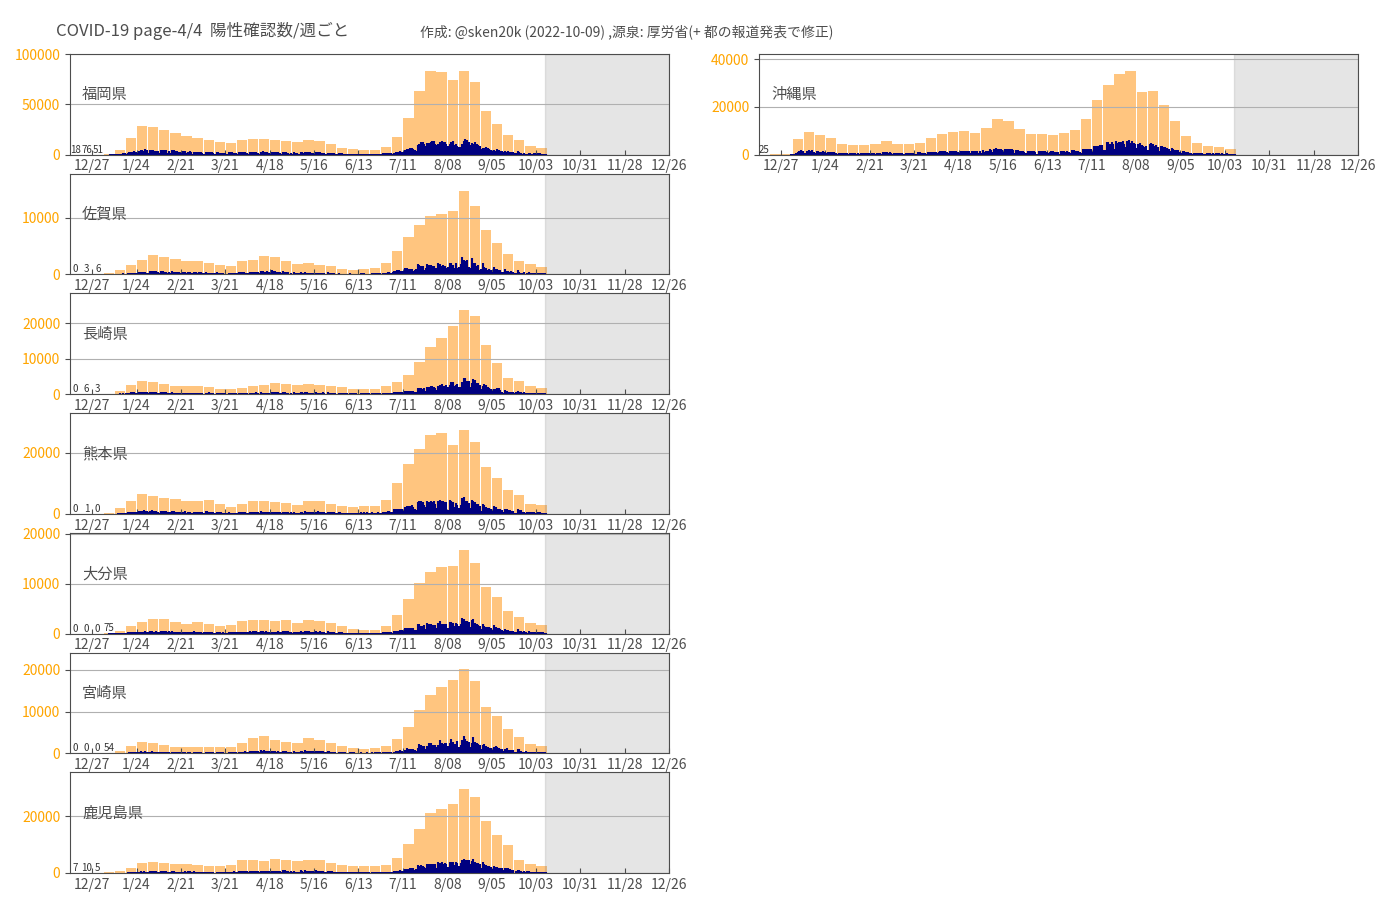 COVID-19 page-4/4 陽性確認数/週ごと
作成: @sken20k (2022-10-09) ,源泉: 厚労省(+ 都の報道発表で修正)
100000
50000
0
福岡県
12/27 1/24 2/21 3/21 4/18 5/16 6/13 7/11 8/08 9/05 10/03 10/31 11/28 12/26
40000
20000
0
沖縄県
25
12/27 1/24 2/21 3/21 4/18 5/16 6/13 7/11 8/08 9/05 10/03 10/31 11/28 12/26
10000
0
佐賀県
0 3,6
12/27 1/24 2/21 3/21 4/18 5/16 6/13 7/11 8/08 9/05 10/03 10/31 11/28 12/26
20000
10000
0
長崎県
0 6,3
12/27 1/24 2/21 3/21 4/18 5/16 6/13 7/11 8/08 9/05 10/03 10/31 11/28 12/26
20000
0
熊本県
0 1,0
12/27 1/24 2/21 3/21 4/18 5/16 6/13 7/11 8/08 9/05 10/03 10/31 11/28 12/26
20000
10000
0
大分県
0 0,0 75
12/27 1/24 2/21 3/21 4/18 5/16 6/13 7/11 8/08 9/05 10/03 10/31 11/28 12/26
20000
10000
0
宮崎県
0 0,0 54
12/27 1/24 2/21 3/21 4/18 5/16 6/13 7/11 8/08 9/05 10/03 10/31 11/28 12/26
20000
0
鹿児島県
7 10,5
12/27 1/24 2/21 3/21 4/18 5/16 6/13 7/11 8/08 9/05 10/03 10/31 11/28 12/26